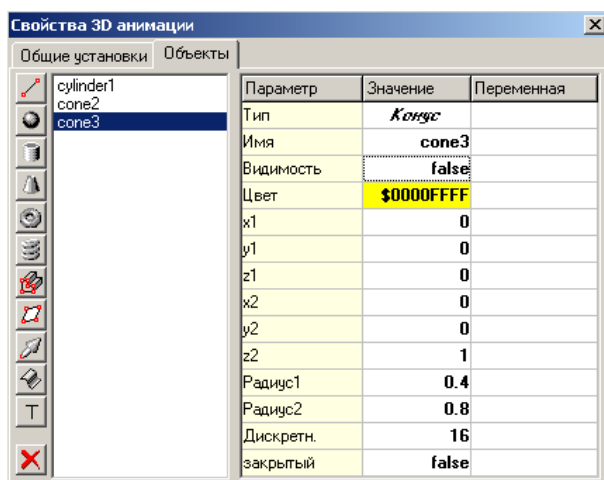 Свойства 3D анимации
Общие установки Объекты
cylinder1
cone2
cone3
Параметр Значение Переменная
Тип Конус
Имя cone3
Видимость false
Цвет $0000FFFF
x1 0
y1 0
z1 0
x2 0
y2 0
z2 1
Радиус1 0.4
Радиус2 0.8
Дискретн. 16
закрытый false
T